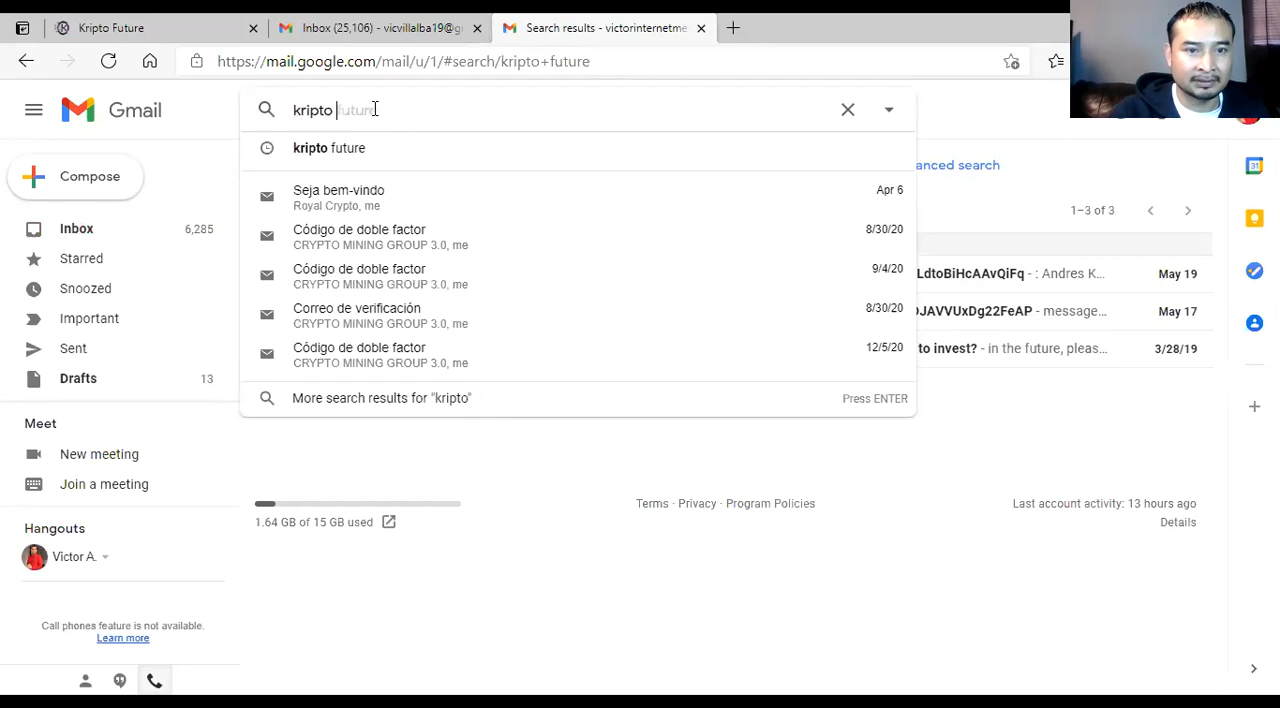 Kripto Future
Inbox (25,106) - vicvillalba19@g
Search results - victorinternetme
https://mail.google.com/mail/u/1/#search/kripto+future
Gmail
kripto future
kripto future
Compose
anced search
Seja bem-vindo
Apr 6
Royal Crypto, me
1–3 of 3
Inbox 6,285
Código de doble factor
8/30/20
CRYPTO MINING GROUP 3.0, me
Starred
Código de doble factor
9/4/20
CRYPTO MINING GROUP 3.0, me
LdtoBiHcAAvQiFq - : Andres K...
May 19
Snoozed
Correo de verificación
8/30/20
CRYPTO MINING GROUP 3.0, me
JAVVUxDg22FeAP - message...
May 17
Important
Código de doble factor
12/5/20
CRYPTO MINING GROUP 3.0, me
to invest? - in the future, pleas...
3/28/19
Sent
Drafts 13
More search results for "kripto"
Press ENTER
Meet
New meeting
Join a meeting
Hangouts
Victor A.
1.64 GB of 15 GB used
Terms · Privacy · Program Policies
Last account activity: 13 hours ago
Details
Call phones feature is not available.
Learn more